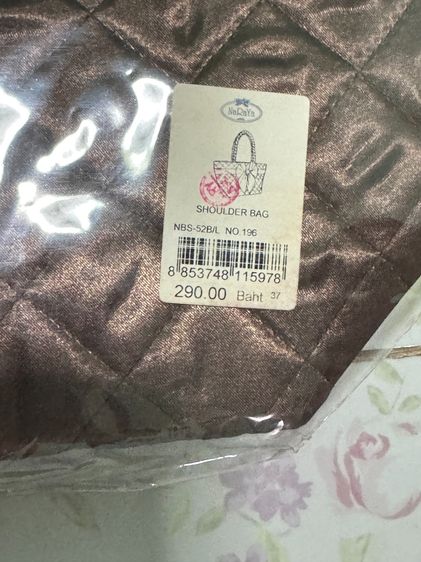 NaRaYa
SHOULDER BAG
NBS-52B/L NO.196
8 853748 115978
290.00 Baht 37